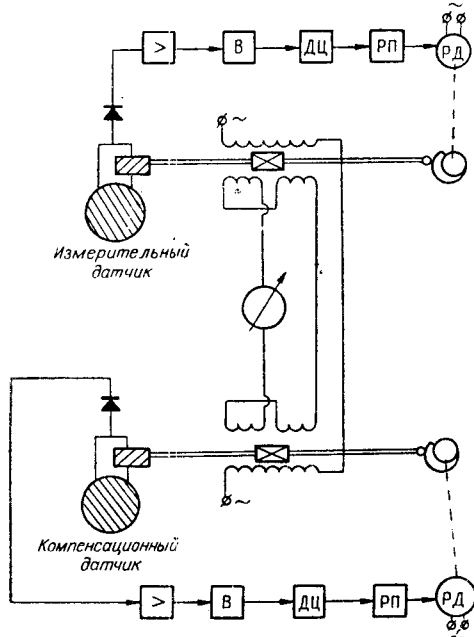 ~
> В ДЦ РП РД
~
Измерительный
датчик
~
Компенсационный
датчик
> В ДЦ РП РД
~